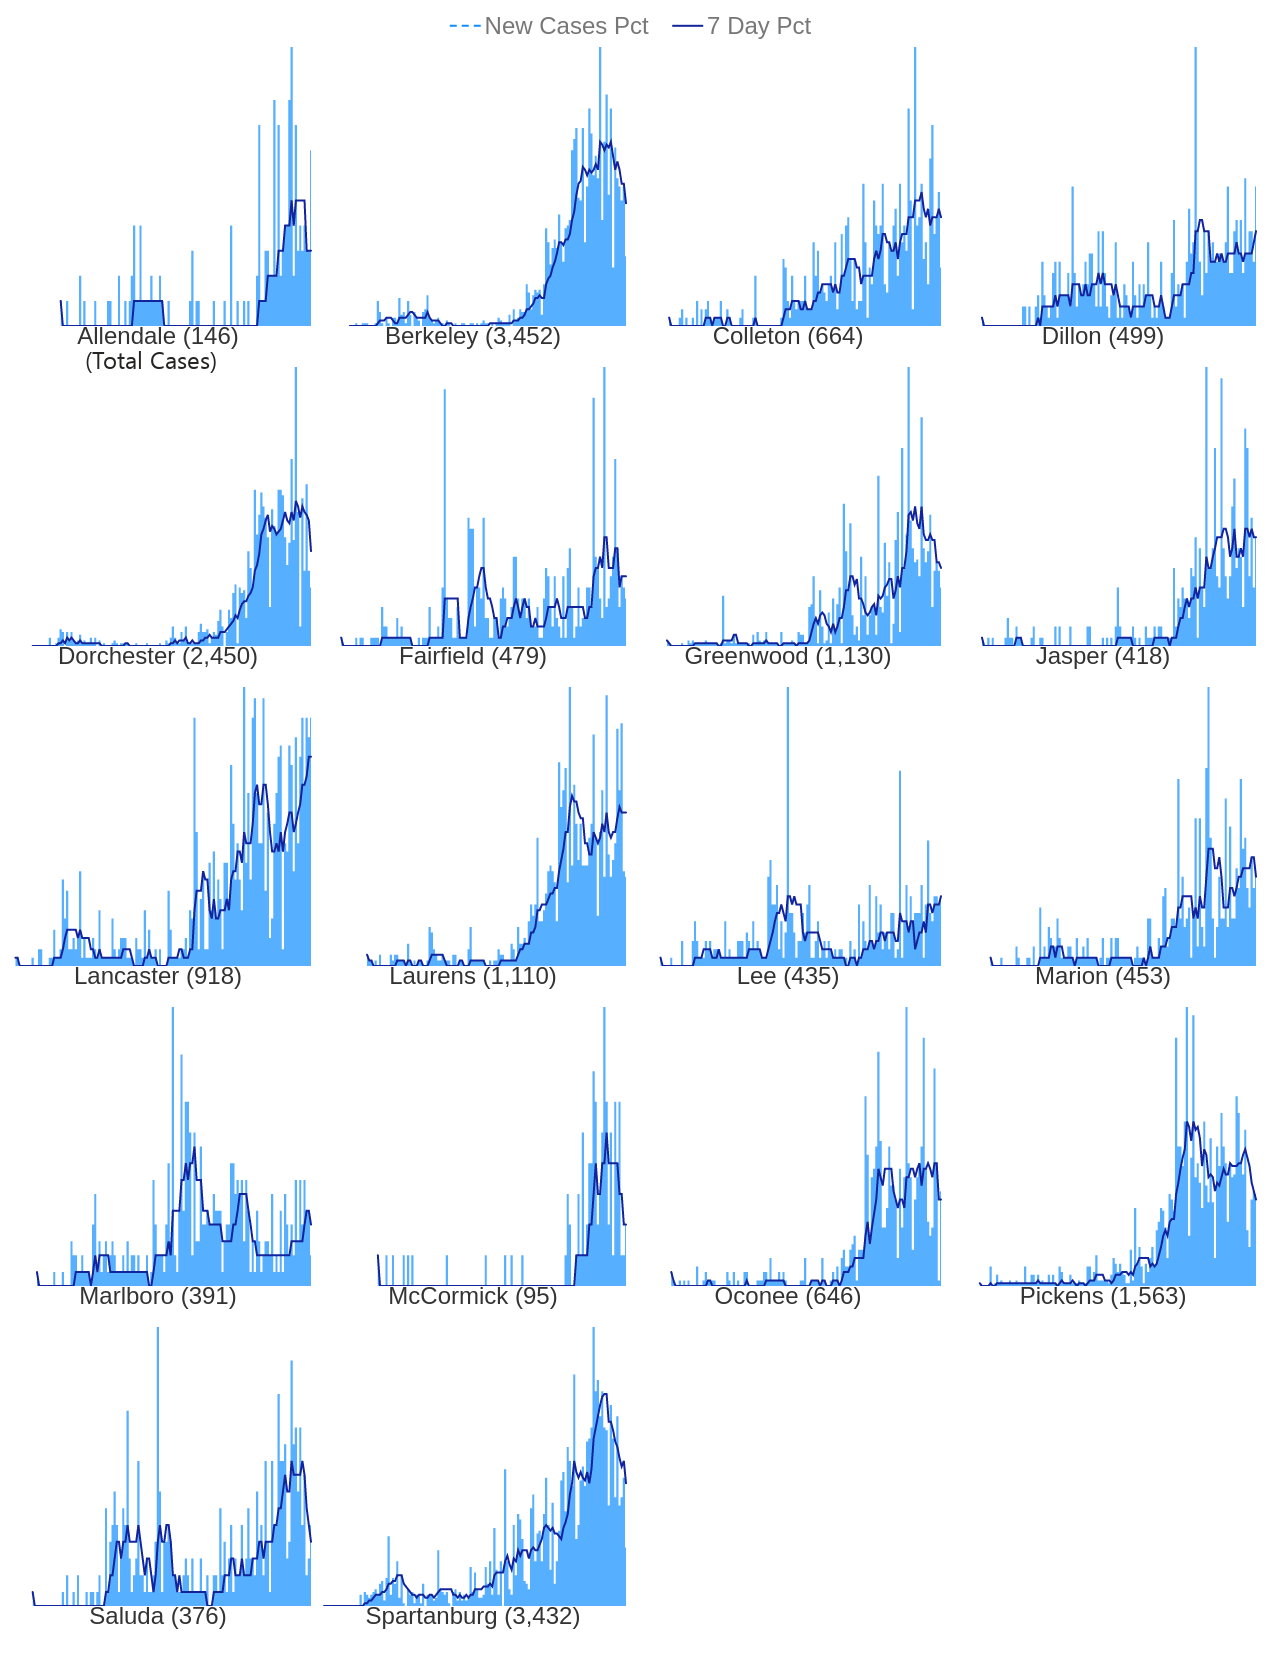 New Cases Pct 7 Day Pct
Allendale (146) Berkeley (3,452) Colleton (664) Dillon (499)
(Total Cases)
Dorchester (2,450) Fairfield (479) Greenwood (1,130) Jasper (418)
Lancaster (918) Laurens (1,110) Lee (435) Marion (453)
Marlboro (391) McCormick (95) Oconee (646) Pickens (1,563)
Saluda (376) Spartanburg (3,432)